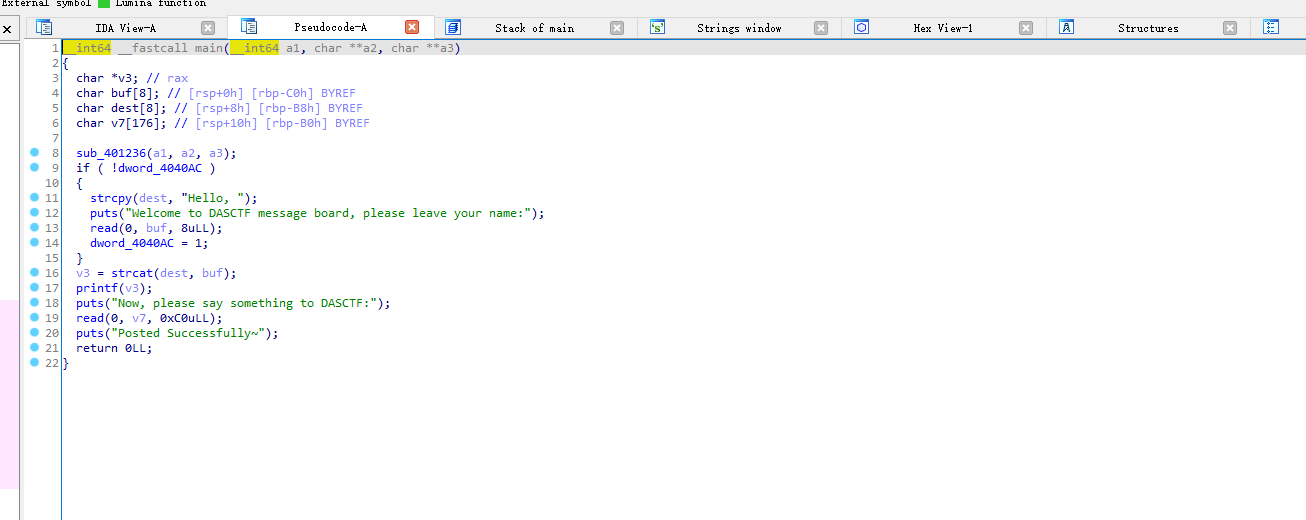 External symbol Lumina function
IDA View-A Pseudocode-A Stack of main Strings window Hex View-1 Structures
1 __int64 __fastcall main(__int64 a1, char **a2, char **a3)
2 {
3 char *v3; // rax
4 char buf[8]; // [rsp+0h] [rbp-C0h] BYREF
5 char dest[8]; // [rsp+8h] [rbp-B8h] BYREF
6 char v7[176]; // [rsp+10h] [rbp-B0h] BYREF
7
8 sub_401236(a1, a2, a3);
9 if ( !dword_4040AC )
10 {
11 strcpy(dest, "Hello, ");
12 puts("Welcome to DASCTF message board, please leave your name:");
13 read(0, buf, 8uLL);
14 dword_4040AC = 1;
15 }
16 v3 = strcat(dest, buf);
17 printf(v3);
18 puts("Now, please say something to DASCTF:");
19 read(0, v7, 0xC0uLL);
20 puts("Posted Successfully~");
21 return 0LL;
22 }